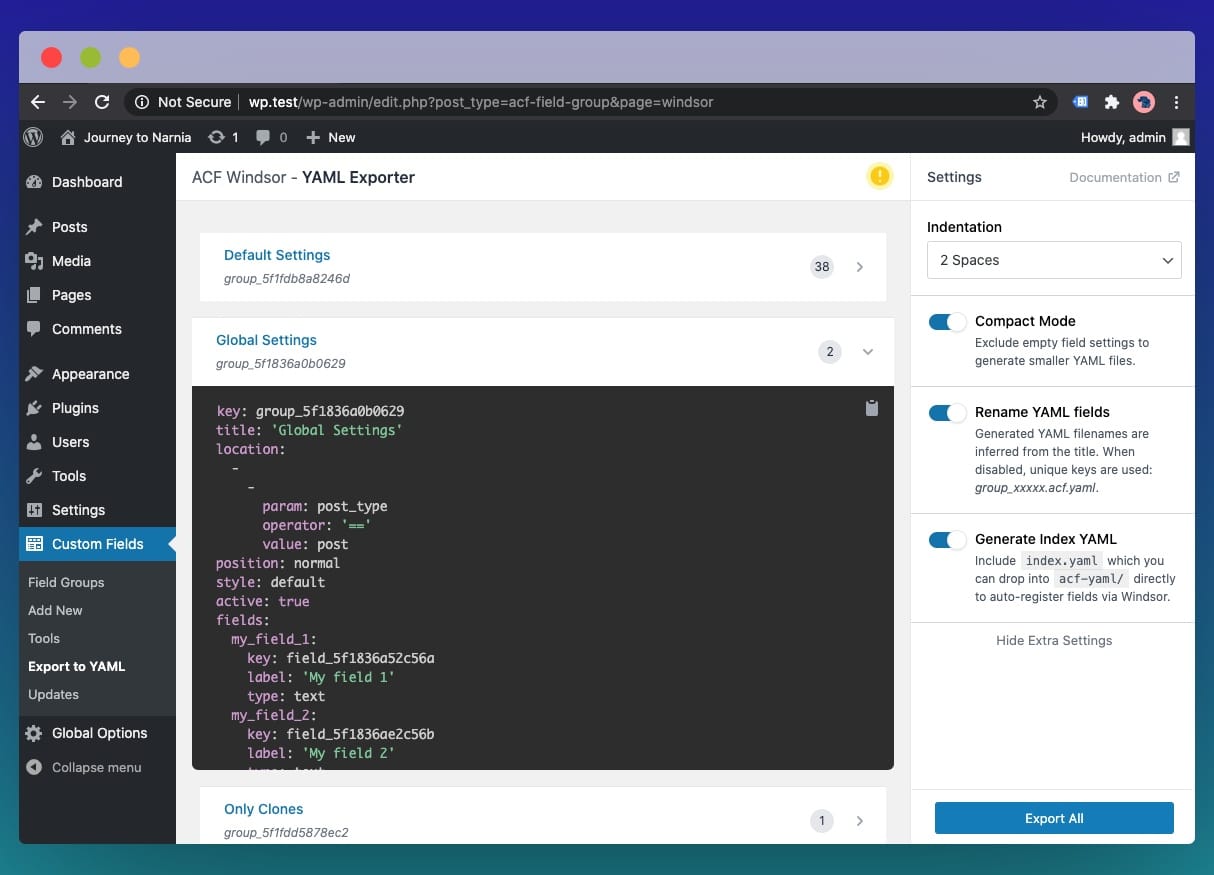 Not Secure | wp.test/wp-admin/edit.php?post_type=acf-field-group&page=windsor
Journey to Narnia 1 0 New Howdy, admin
Dashboard
Posts
Media
Pages
Comments
Appearance
Plugins
Users
Tools
Settings
Custom Fields
Field Groups
Add New
Tools
Export to YAML
Updates
Global Options
Collapse menu
ACF Windsor - YAML Exporter
Default Settings
group_5f1fdb8a8246d
38
Global Settings
group_5f1836a0b0629
2
key: group_5f1836a0b0629
title: 'Global Settings'
location:
-
-
param: post_type
operator: '=='
value: post
position: normal
style: default
active: true
fields:
my_field_1:
key: field_5f1836a52c56a
label: 'My field 1'
type: text
my_field_2:
key: field_5f1836ae2c56b
label: 'My field 2'
Only Clones
group_5f1fdd5878ec2
1
Settings
Documentation
Indentation
2 Spaces
Compact Mode
Exclude empty field settings to
generate smaller YAML files.
Rename YAML fields
Generated YAML filenames are
inferred from the title. When
disabled, unique keys are used:
group_xxxxx.acf.yaml.
Generate Index YAML
Include index.yaml which you
can drop into acf-yaml/ directly
to auto-register fields via Windsor.
Hide Extra Settings
Export All